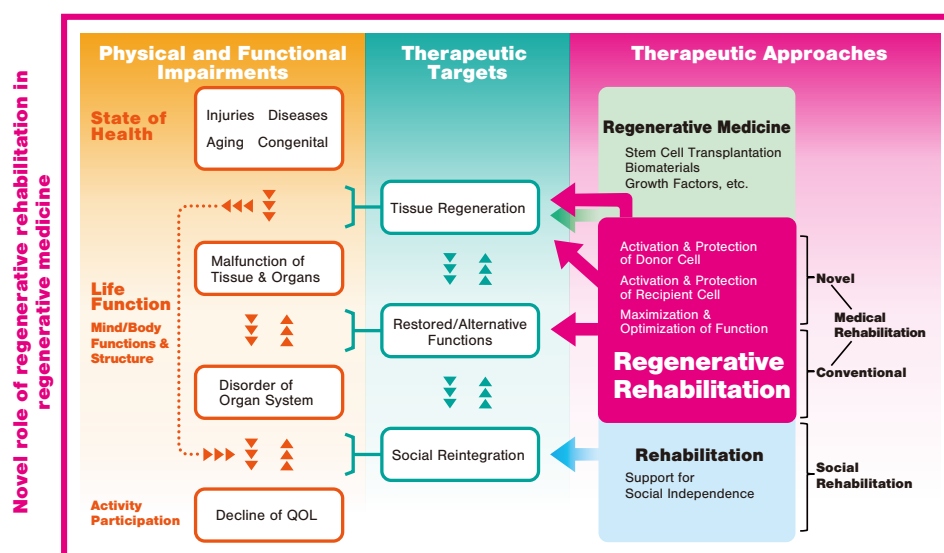 Novel role of regenerative rehabilitation in
regenerative medicine
Physical and Functional
Impairments
Therapeutic
Targets
Therapeutic Approaches
State of
Health
Injuries Diseases
Aging Congenital
Regenerative Medicine
Stem Cell Transplantation
Biomaterials
Growth Factors, etc.
Tissue Regeneration
Malfunction of
Tissue & Organs
Activation & Protection
of Donor Cell
Activation & Protection
of Recipient Cell
Maximization &
Optimization of Function
Regenerative
Rehabilitation
Novel
Medical
Rehabilitation
Conventional
Life
Function
Mind/Body
Functions &
Structure
Restored/Alternative
Functions
Disorder of
Organ System
Social Reintegration
Rehabilitation
Support for
Social Independence
Social
Rehabilitation
Activity
Participation
Decline of QOL